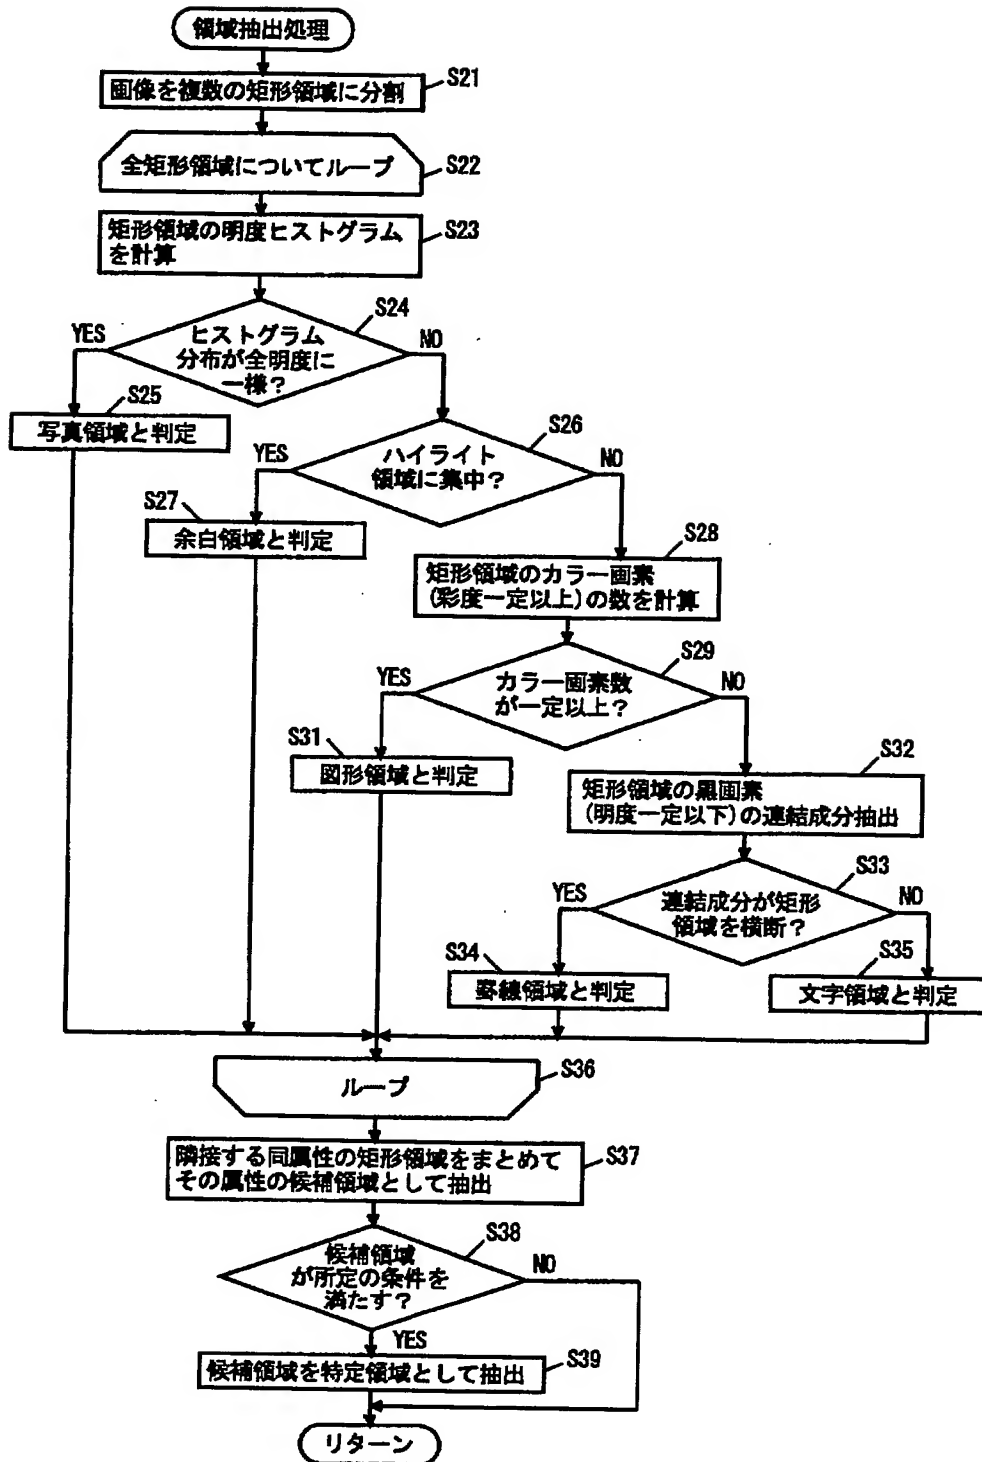 領域抽出処理
画像を複数の矩形領域に分割
S21
全矩形領域についてループ
S22
矩形領域の明度ヒストグラム
を計算
S23
ヒストグラム
分布が全明度に
一様?
S24
YES
NO
S25
写真領域と判定
ハイライト
領域に集中?
S26
YES
NO
S27
余白領域と判定
S28
矩形領域のカラー画素
(彩度一定以上)の数を計算
カラー画素数
が一定以上?
S29
YES
NO
S31
図形領域と判定
S32
矩形領域の黒画素
(明度一定以下)の連結成分抽出
連結成分が矩形
領域を横断?
S33
YES
NO
S34
罫線領域と判定
S35
文字領域と判定
ループ
S36
隣接する同属性の矩形領域をまとめて
その属性の候補領域として抽出
S37
候補領域
が所定の条件を
満たす?
S38
NO
YES
候補領域を特定領域として抽出
S39
リターン